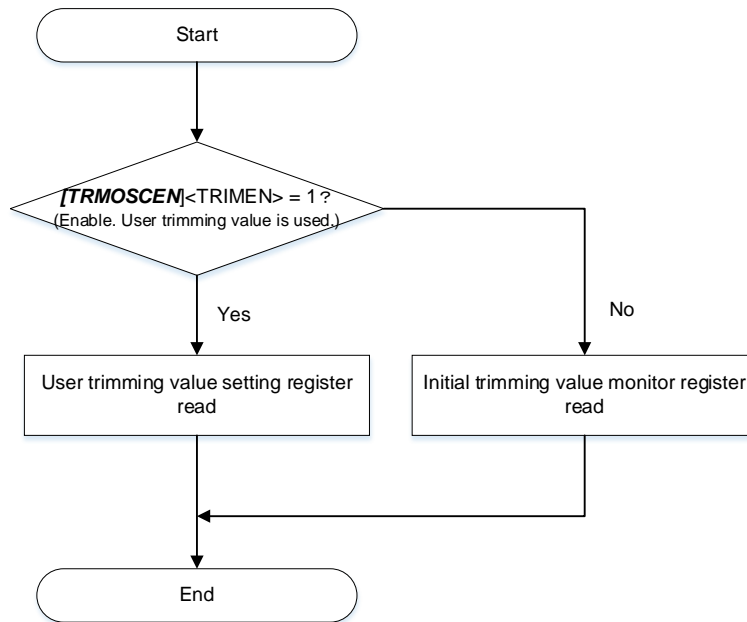 Start
[TRMOSCEN]<TRIMEN> = 1?
(Enable. User trimming value is used.)
Yes
No
User trimming value setting register
read
Initial trimming value monitor register
read
End